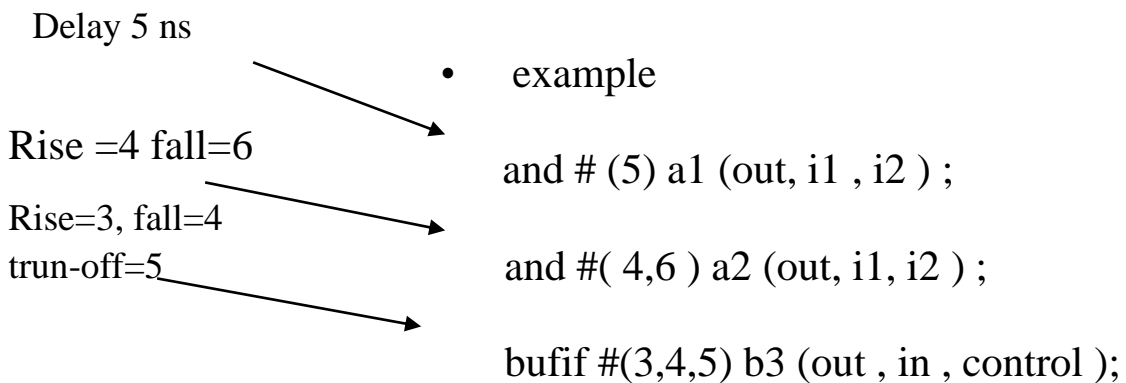 Delay 5 ns
• example
Rise =4 fall=6
and # (5) a1 (out, i1 , i2 ) ;
Rise=3, fall=4
trun-off=5
and #( 4,6 ) a2 (out, i1, i2 ) ;
bufif #(3,4,5) b3 (out , in , control );